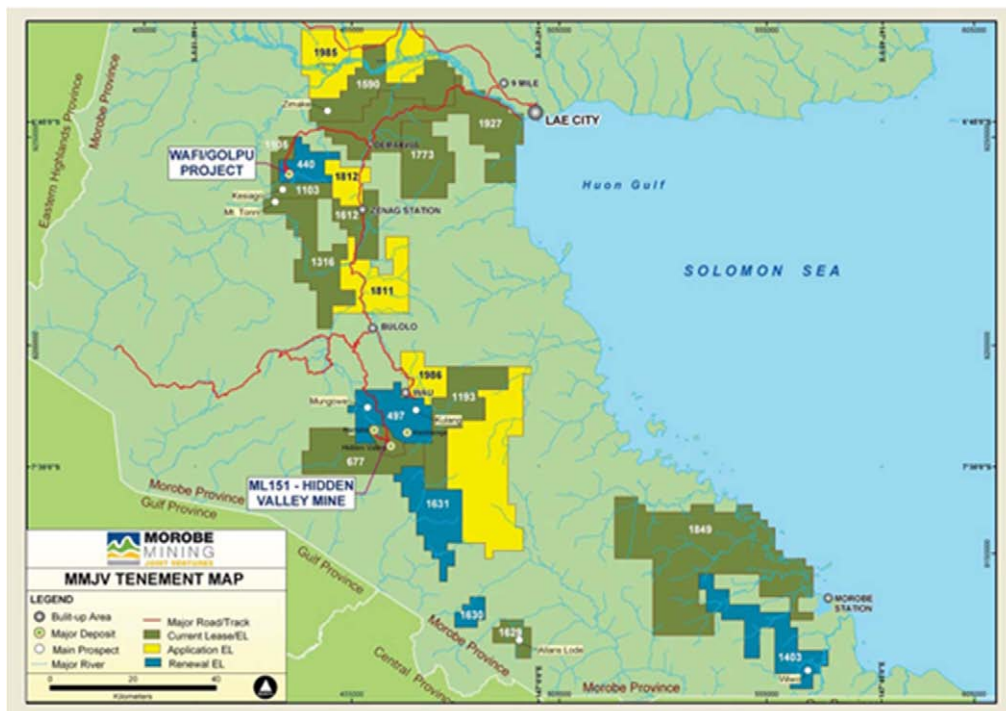 Eastern Highlands Province
Morobe Province
1985
1590
9 MILE
LAE CITY
1927
1773
WAFI/GOLPU
PROJECT
440
1103
1812
1612
ZENAG STATION
Mt. Tonn
1316
1811
Huon Gulf
SOLOMON SEA
BULOLO
1986
WAU
1193
497
677
Hidden Valley
ML151 - HIDDEN
VALLEY MINE
1631
Morobe Province
Gulf Province
Gulf Province
1849
MOROBE
STATION
1630
1629
1403
Morobe Province
Central Province
Morobe Province
MOROBE
MINING
JOINT VENTURES
MMJV TENEMENT MAP
LEGEND
Built-up Area
Major Deposit
Main Prospect
Major River
Major Road/Track
Current Lease/EL
Application EL
Renewal EL
0 20 40
Kilometers